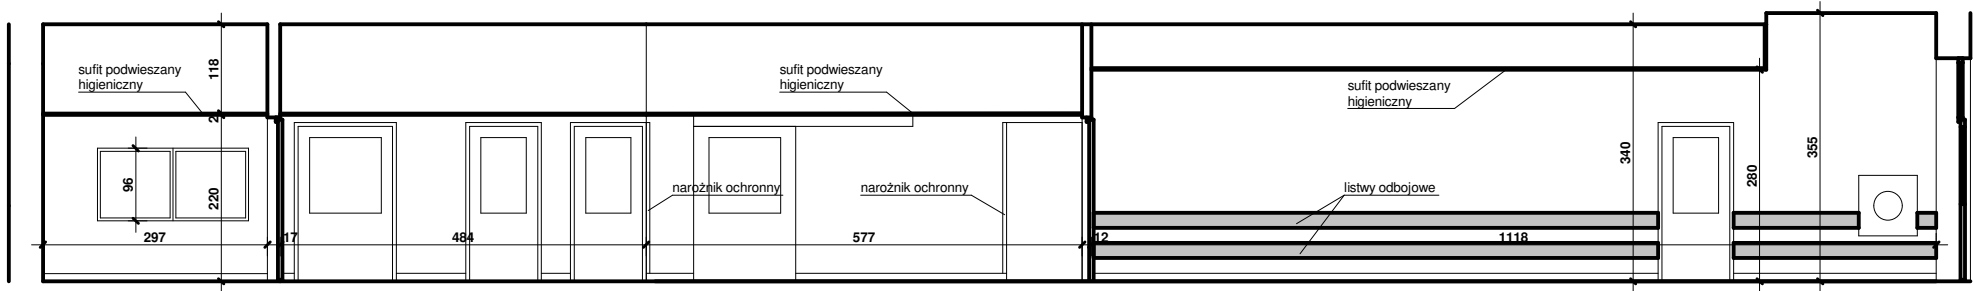 sufit podwieszany
higieniczny
118
2
96
220
297
17
484
sufit podwieszany
higieniczny
narożnik ochronny
narożnik ochronny
577
12
sufit podwieszany
higieniczny
listwy odbojowe
1118
340
280
355